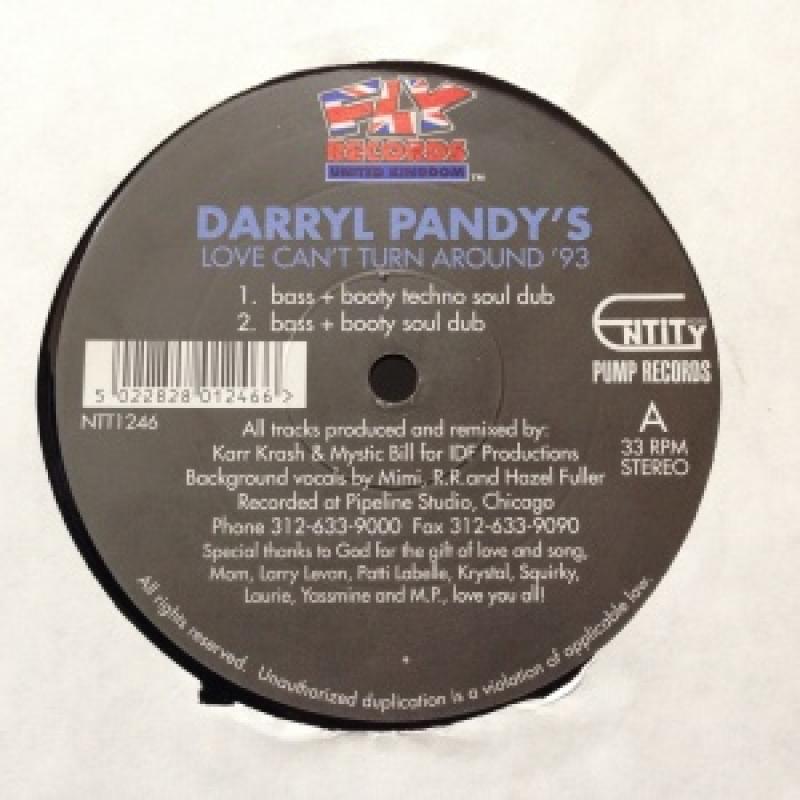 FLY
RECORDS
UNITED KINGDOM
TM
DARRYL PANDY'S
LOVE CAN'T TURN AROUND '93
1. bass + booty techno soul dub
2. bass + booty soul dub
ENTITY
PUMP RECORDS
5 022828 012466 >
NTT1246
A
33 RPM
STEREO
All tracks produced and remixed by:
Karr Krash & Mystic Bill for IDF Productions
Background vocals by Mimi, R.R.and Hazel Fuller
Recorded at Pipeline Studio, Chicago
Phone 312-633-9000 Fax 312-633-9090
Special thanks to God for the gift of love and song,
Mom, Larry Levan, Patti Labelle, Krystal, Squirky,
Laurie, Yassmine and M.P., love you all!
All rights reserved. Unauthorized duplication is a violation of applicable law.